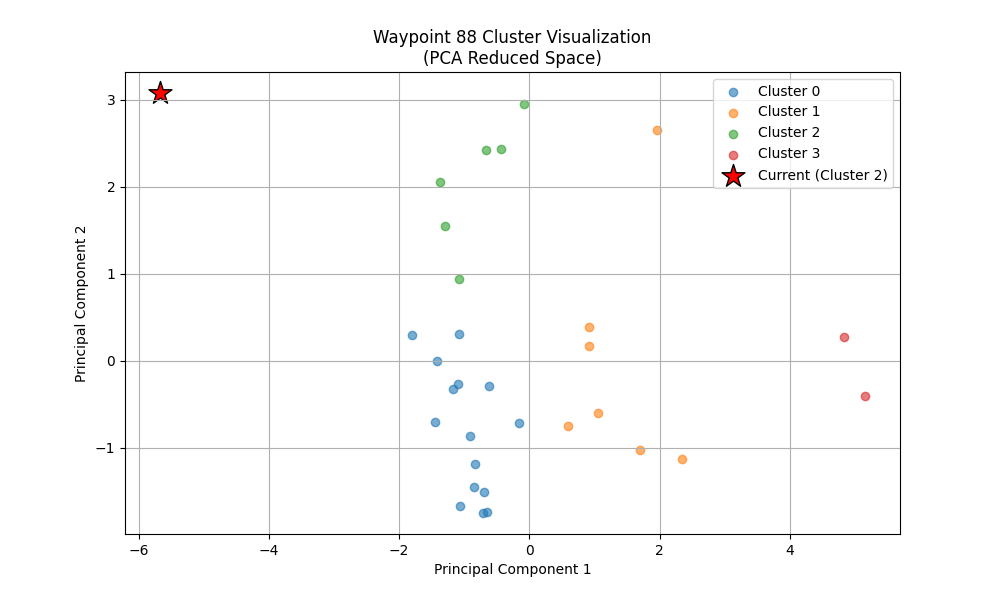 Waypoint 88 Cluster Visualization
(PCA Reduced Space)
Cluster 0
Cluster 1
Cluster 2
Cluster 3
Current (Cluster 2)
Principal Component 2
3
2
1
0
−1
−6
−4
−2
0
2
4
Principal Component 1